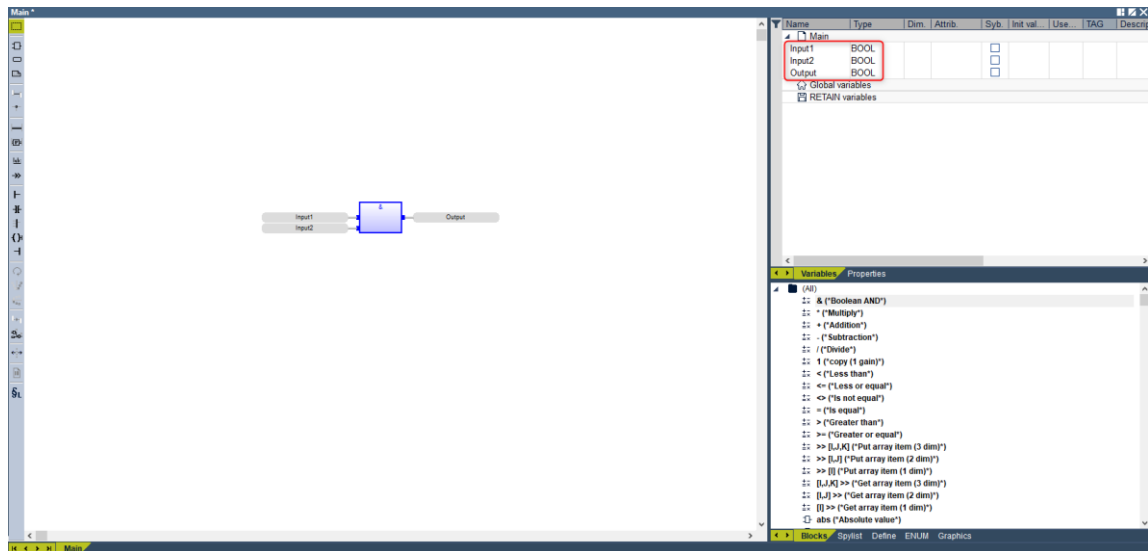 Main *
Name Type Dim. Attrib. Syb. Init val... Use... TAG Descrip
Main
Input1 BOOL
Input2 BOOL
Output BOOL
Global variables
RETAIN variables
&
Input1 Output
Input2
Variables Properties
(All)
& (*Boolean AND*)
* (*Multiply*)
+ (*Addition*)
- (*Subtraction*)
/ (*Divide*)
1 (*copy (1 gain)*)
< (*Less than*)
<= (*Less or equal*)
<> (*Is not equal*)
= (*Is equal*)
> (*Greater than*)
>= (*Greater or equal*)
>> [I,J,K] (*Put array item (3 dim)*)
>> [I,J] (*Put array item (2 dim)*)
>> [I] (*Put array item (1 dim)*)
[I,J,K] >> (*Get array item (3 dim)*)
[I,J] >> (*Get array item (2 dim)*)
[I] >> (*Get array item (1 dim)*)
abs (*Absolute value*)
Blocks Spylist Define ENUM Graphics
Main